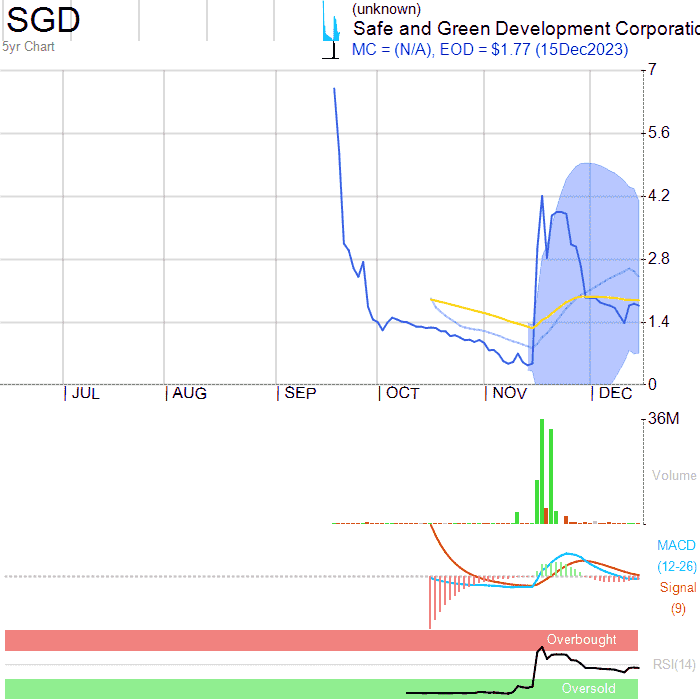 SGD
(unknown)
Safe and Green Development Corporatio
5yr Chart
MC = (N/A), EOD = $1.77 (15Dec2023)
7
5.6
4.2
2.8
1.4
0
JUL
AUG
SEP
OCT
NOV
DEC
36M
Volume
MACD
(12-26)
Signal
(9)
Overbought
RSI(14)
Oversold